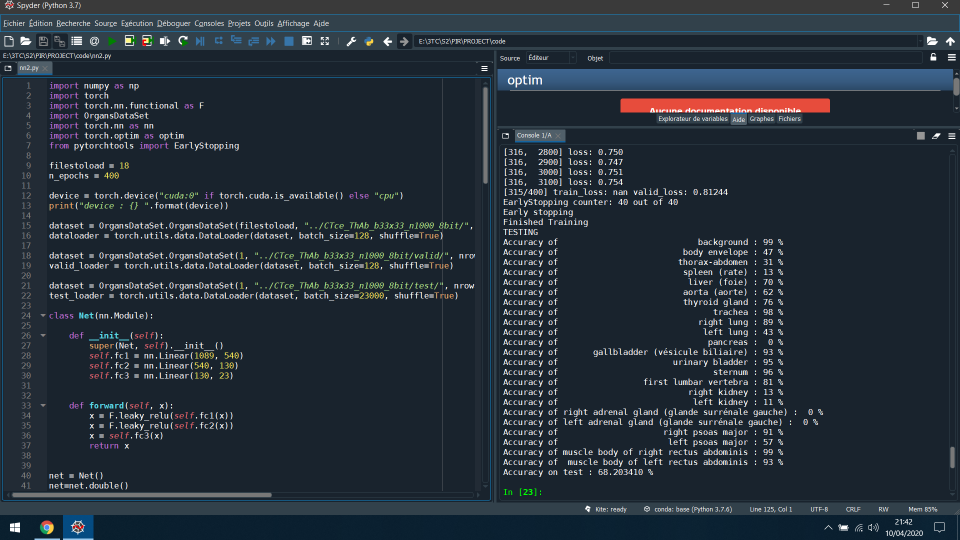 Spyder (Python 3.7)
Fichier Édition Recherche Source Exécution Déboguer Consoles Projets Outils Affichage Aide
E:\3TC\S2\PIR\PROJECT\code
E:\3TC\S2\PIR\PROJECT\code\nn2.py
nn2.py
1 import numpy as np
2 import torch
3 import torch.nn.functional as F
4 import OrgansDataSet
5 import torch.nn as nn
6 import torch.optim as optim
7 from pytorchtools import EarlyStopping
8
9 filestoload = 18
10 n_epochs = 400
11
12 device = torch.device("cuda:0" if torch.cuda.is_available() else "cpu")
13 print("device : {} ".format(device))
14
15 dataset = OrgansDataSet.OrgansDataSet(filestoload, "../CTce_ThAb_b33x33_n1000_8bit/",
16 dataloader = torch.utils.data.DataLoader(dataset, batch_size=128, shuffle=True)
17
18 dataset = OrgansDataSet.OrgansDataSet(1, "../CTce_ThAb_b33x33_n1000_8bit/valid/", nrow
19 valid_loader = torch.utils.data.DataLoader(dataset, batch_size=128, shuffle=True)
20
21 dataset = OrgansDataSet.OrgansDataSet(1, "../CTce_ThAb_b33x33_n1000_8bit/test/", nrow
22 test_loader = torch.utils.data.DataLoader(dataset, batch_size=23000, shuffle=True)
23
24 class Net(nn.Module):
25
26 def __init__(self):
27 super(Net, self).__init__()
28 self.fc1 = nn.Linear(1089, 540)
29 self.fc2 = nn.Linear(540, 130)
30 self.fc3 = nn.Linear(130, 23)
31
32
33 def forward(self, x):
34 x = F.leaky_relu(self.fc1(x))
35 x = F.leaky_relu(self.fc2(x))
36 x = self.fc3(x)
37 return x
38
39
40 net = Net()
41 net=net.double()
Source Éditeur Objet
optim
Aucune documentation disponible
Explorateur de variables Aide Graphes Fichiers
Console 1/A
[316, 2800] loss: 0.750
[316, 2900] loss: 0.747
[316, 3000] loss: 0.751
[316, 3100] loss: 0.754
[315/400] train_loss: nan valid_loss: 0.81244
EarlyStopping counter: 40 out of 40
Early stopping
Finished Training
TESTING
Accuracy of background : 99 %
Accuracy of body envelope : 47 %
Accuracy of thorax-abdomen : 31 %
Accuracy of spleen (rate) : 13 %
Accuracy of liver (foie) : 70 %
Accuracy of aorta (aorte) : 62 %
Accuracy of thyroid gland : 76 %
Accuracy of trachea : 98 %
Accuracy of right lung : 89 %
Accuracy of left lung : 43 %
Accuracy of pancreas : 0 %
Accuracy of gallbladder (vésicule biliaire) : 93 %
Accuracy of urinary bladder : 95 %
Accuracy of sternum : 96 %
Accuracy of first lumbar vertebra : 81 %
Accuracy of right kidney : 13 %
Accuracy of left kidney : 11 %
Accuracy of right adrenal gland (glande surrénale gauche) : 0 %
Accuracy of left adrenal gland (glande surrénale gauche) : 0 %
Accuracy of right psoas major : 91 %
Accuracy of left psoas major : 57 %
Accuracy of muscle body of right rectus abdominis : 99 %
Accuracy of muscle body of left rectus abdominis : 93 %
Accuracy on test : 68.203410 %
In [23]:
Kite: ready conda: base (Python 3.7.6) Line 125, Col 1 UTF-8 CRLF RW Mem 85%
21:42
10/04/2020